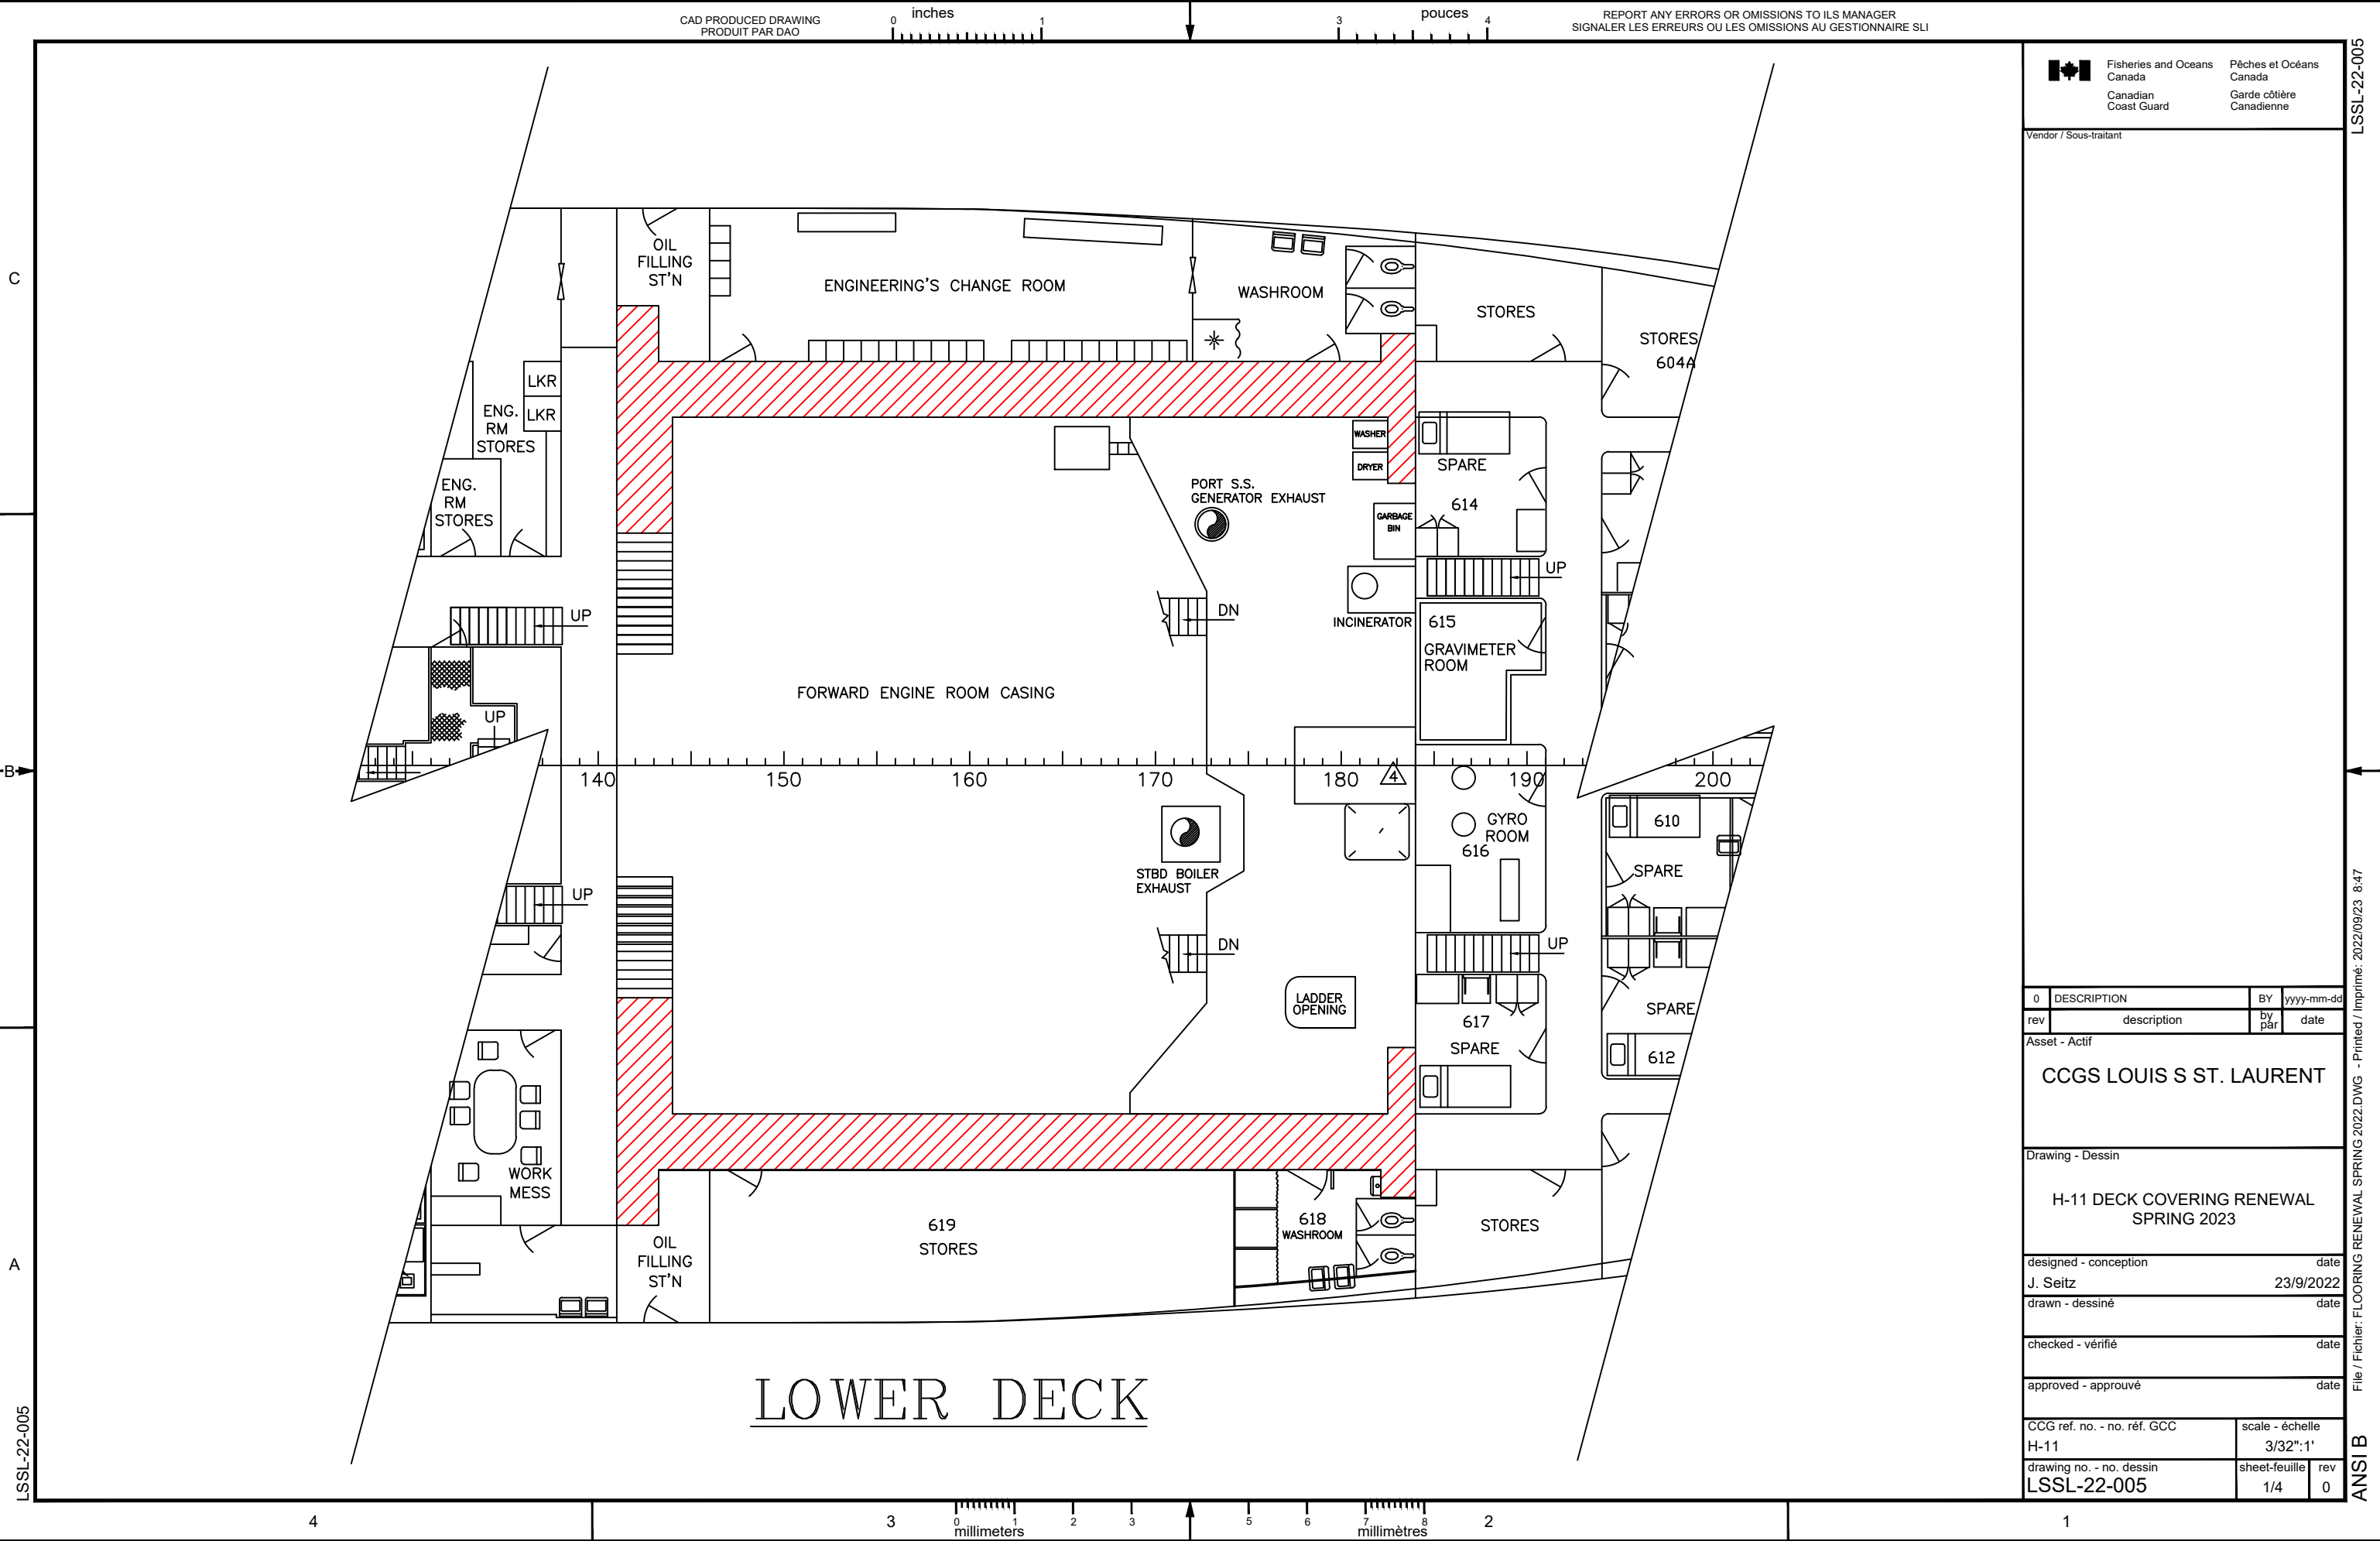 CAD PRODUCED DRAWING
PRODUIT PAR DAO
inches
0 1
pouces
3 4
REPORT ANY ERRORS OR OMISSIONS TO ILS MANAGER
SIGNALER LES ERREURS OU LES OMISSIONS AU GESTIONNAIRE SLI
LSSL-22-005
Fisheries and Oceans
Canada
Pêches et Océans
Canada
Canadian
Coast Guard
Garde côtière
Canadienne
Vendor / Sous-traitant
C
B
A
OIL
FILLING
ST'N
ENGINEERING'S CHANGE ROOM
WASHROOM
STORES
STORES
604A
LKR
LKR
ENG.
RM
STORES
ENG.
RM
STORES
WASHER
DRYER
SPARE
614
PORT S.S.
GENERATOR EXHAUST
GARBAGE
BIN
UP
UP
DN
INCINERATOR
615
GRAVIMETER
ROOM
FORWARD ENGINE ROOM CASING
UP
140 150 160 170 180 4 190 200
GYRO
ROOM
616
610
SPARE
STBD BOILER
EXHAUST
UP
DN
UP
LADDER
OPENING
617
SPARE
SPARE
612
WORK
MESS
619
STORES
618
WASHROOM
STORES
OIL
FILLING
ST'N
LOWER DECK
0 DESCRIPTION BY yyyy-mm-dd
rev description by par date
Asset - Actif
CCGS LOUIS S ST. LAURENT
Drawing - Dessin
H-11 DECK COVERING RENEWAL
SPRING 2023
designed - conception date
J. Seitz 23/9/2022
drawn - dessiné date
checked - vérifié date
approved - approuvé date
CCG ref. no. - no. réf. GCC scale - échelle
H-11 3/32":1'
drawing no. - no. dessin sheet-feuille rev
LSSL-22-005 1/4 0
File / Fichier: FLOORING RENEWAL SPRING 2022.DWG - Printed / Imprimé: 2022/09/23 8:47
ANSI B
LSSL-22-005
0 1 2 3 5 6 7 8
millimeters
millimètres
4 3 2 1